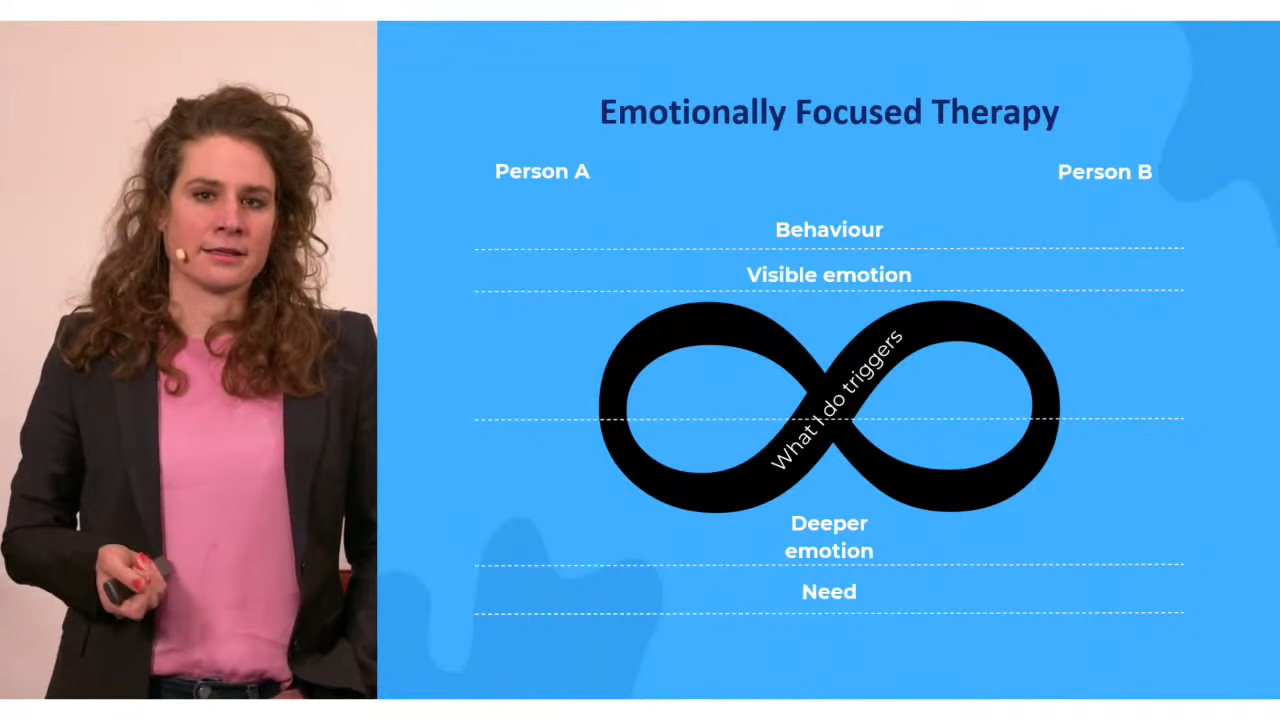 Emotionally Focused Therapy
Person A
Person B
Behaviour
Visible emotion
What I do triggers
Deeper
emotion
Need